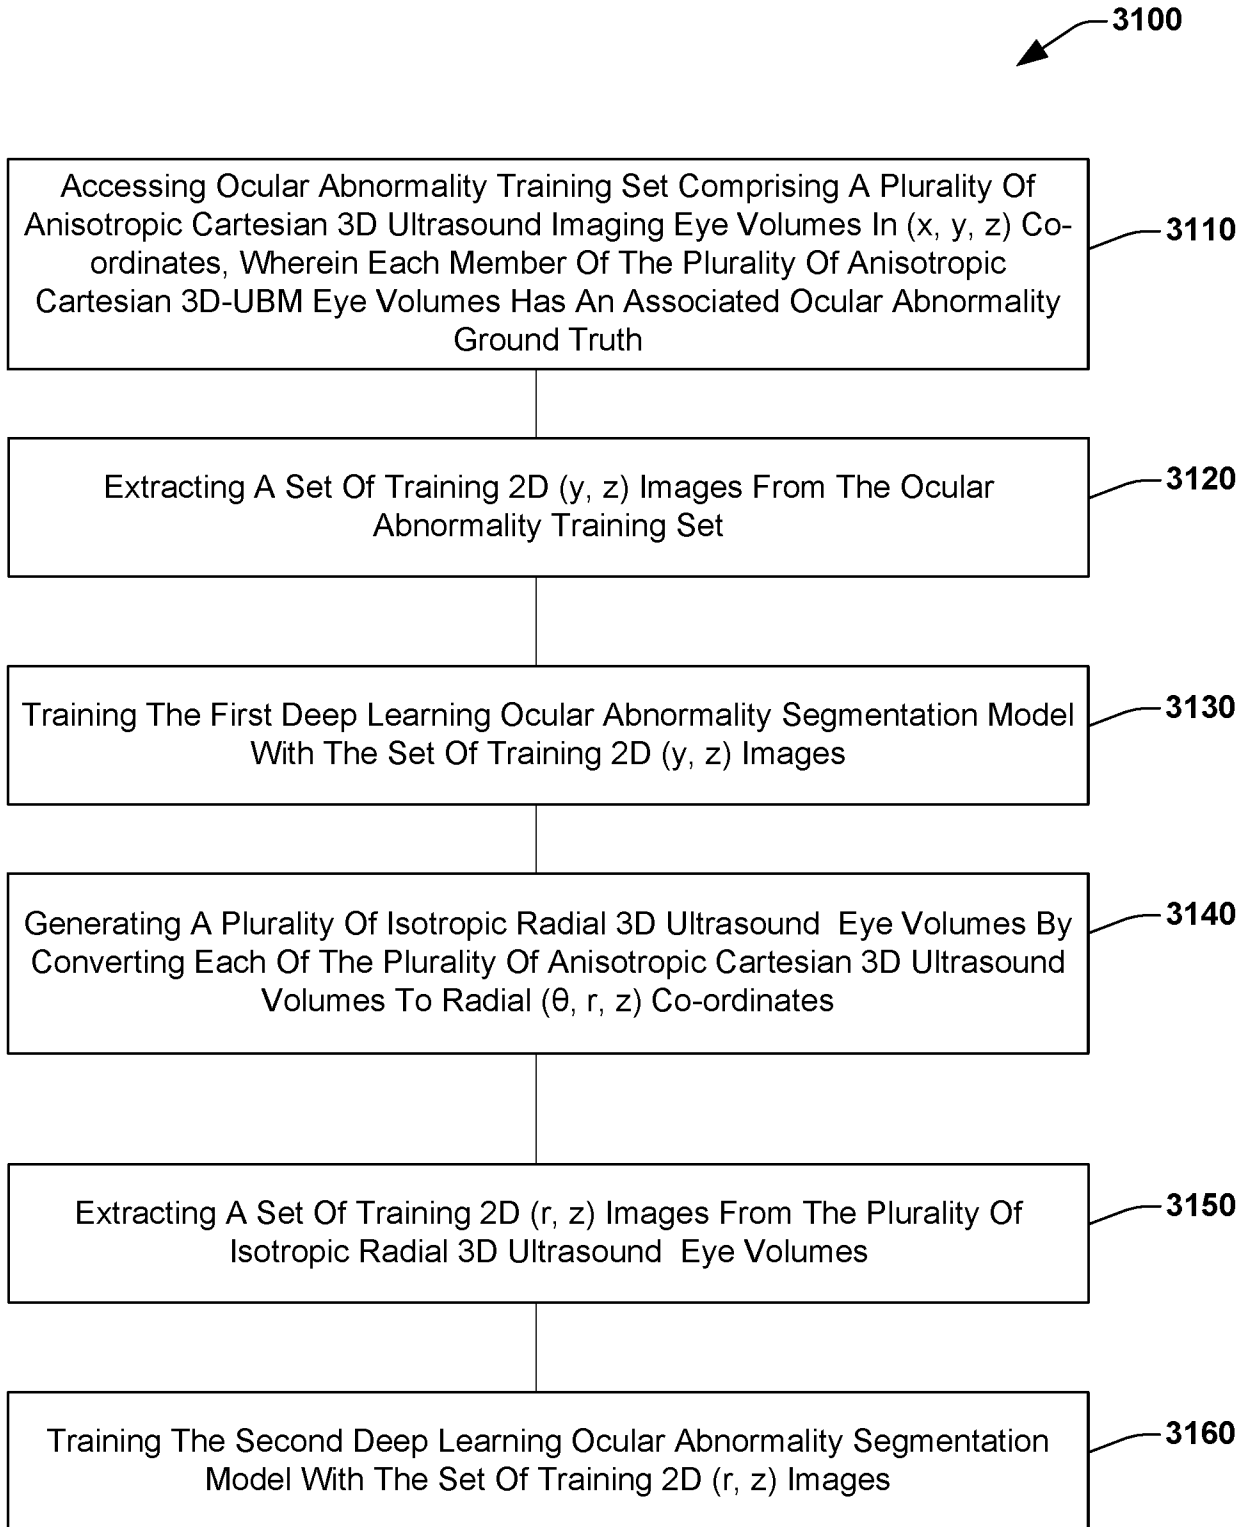 3100
Accessing Ocular Abnormality Training Set Comprising A Plurality Of
Anisotropic Cartesian 3D Ultrasound Imaging Eye Volumes In (x, y, z) Co-
ordinates, Wherein Each Member Of The Plurality Of Anisotropic
Cartesian 3D-UBM Eye Volumes Has An Associated Ocular Abnormality
Ground Truth
3110
Extracting A Set Of Training 2D (y, z) Images From The Ocular
Abnormality Training Set
3120
Training The First Deep Learning Ocular Abnormality Segmentation Model
With The Set Of Training 2D (y, z) Images
3130
Generating A Plurality Of Isotropic Radial 3D Ultrasound Eye Volumes By
Converting Each Of The Plurality Of Anisotropic Cartesian 3D Ultrasound
Volumes To Radial (θ, r, z) Co-ordinates
3140
Extracting A Set Of Training 2D (r, z) Images From The Plurality Of
Isotropic Radial 3D Ultrasound Eye Volumes
3150
Training The Second Deep Learning Ocular Abnormality Segmentation
Model With The Set Of Training 2D (r, z) Images
3160